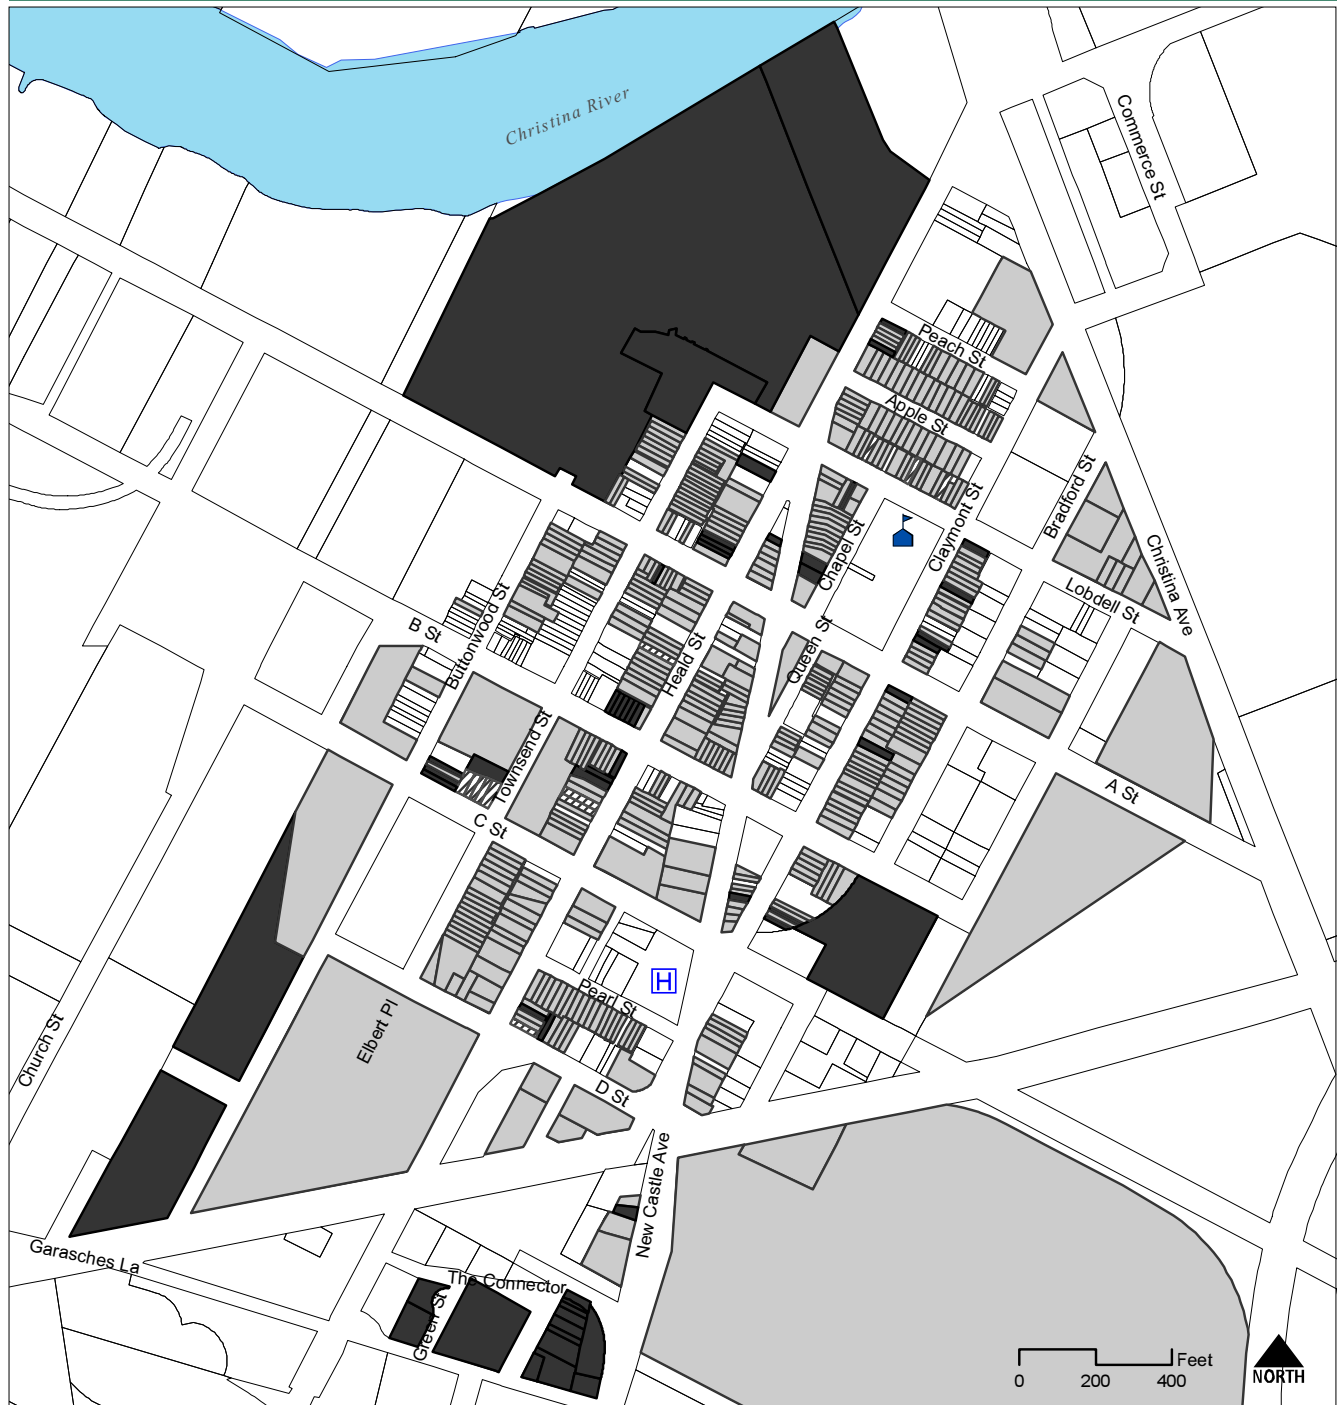 Christina River
Commerce St
Peach St
Apple St
Bradford St
Claymont St
Chapel St
Christina Ave
Lobdell St
Buttonwood St
B St
Queen St
Heald St
Townsend St
A St
C St
H
Pearl St
Elbert Pl
Church St
D St
New Castle Ave
Garasches La
The Connector
Green St
Feet
0 200 400
NORTH